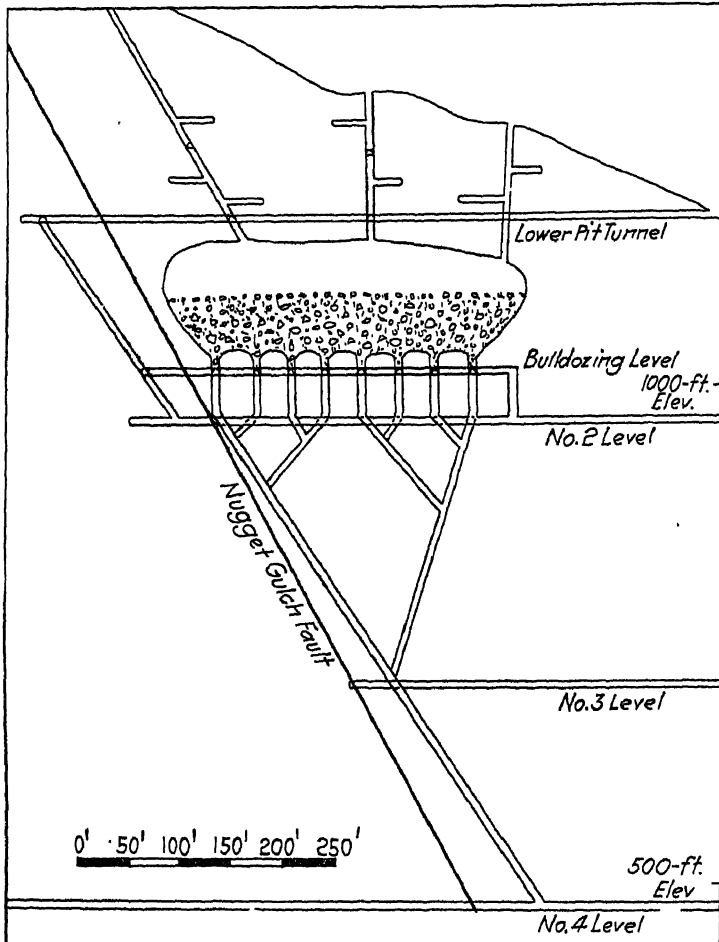 Lower Pit Tunnel
Bulldozing Level
1000-ft.-
Elev.
No.2 Level
Nugget Gulch Fault
No.3 Level
0' 50' 100' 150' 200' 250'
500-ft.
Elev
No.4 Level